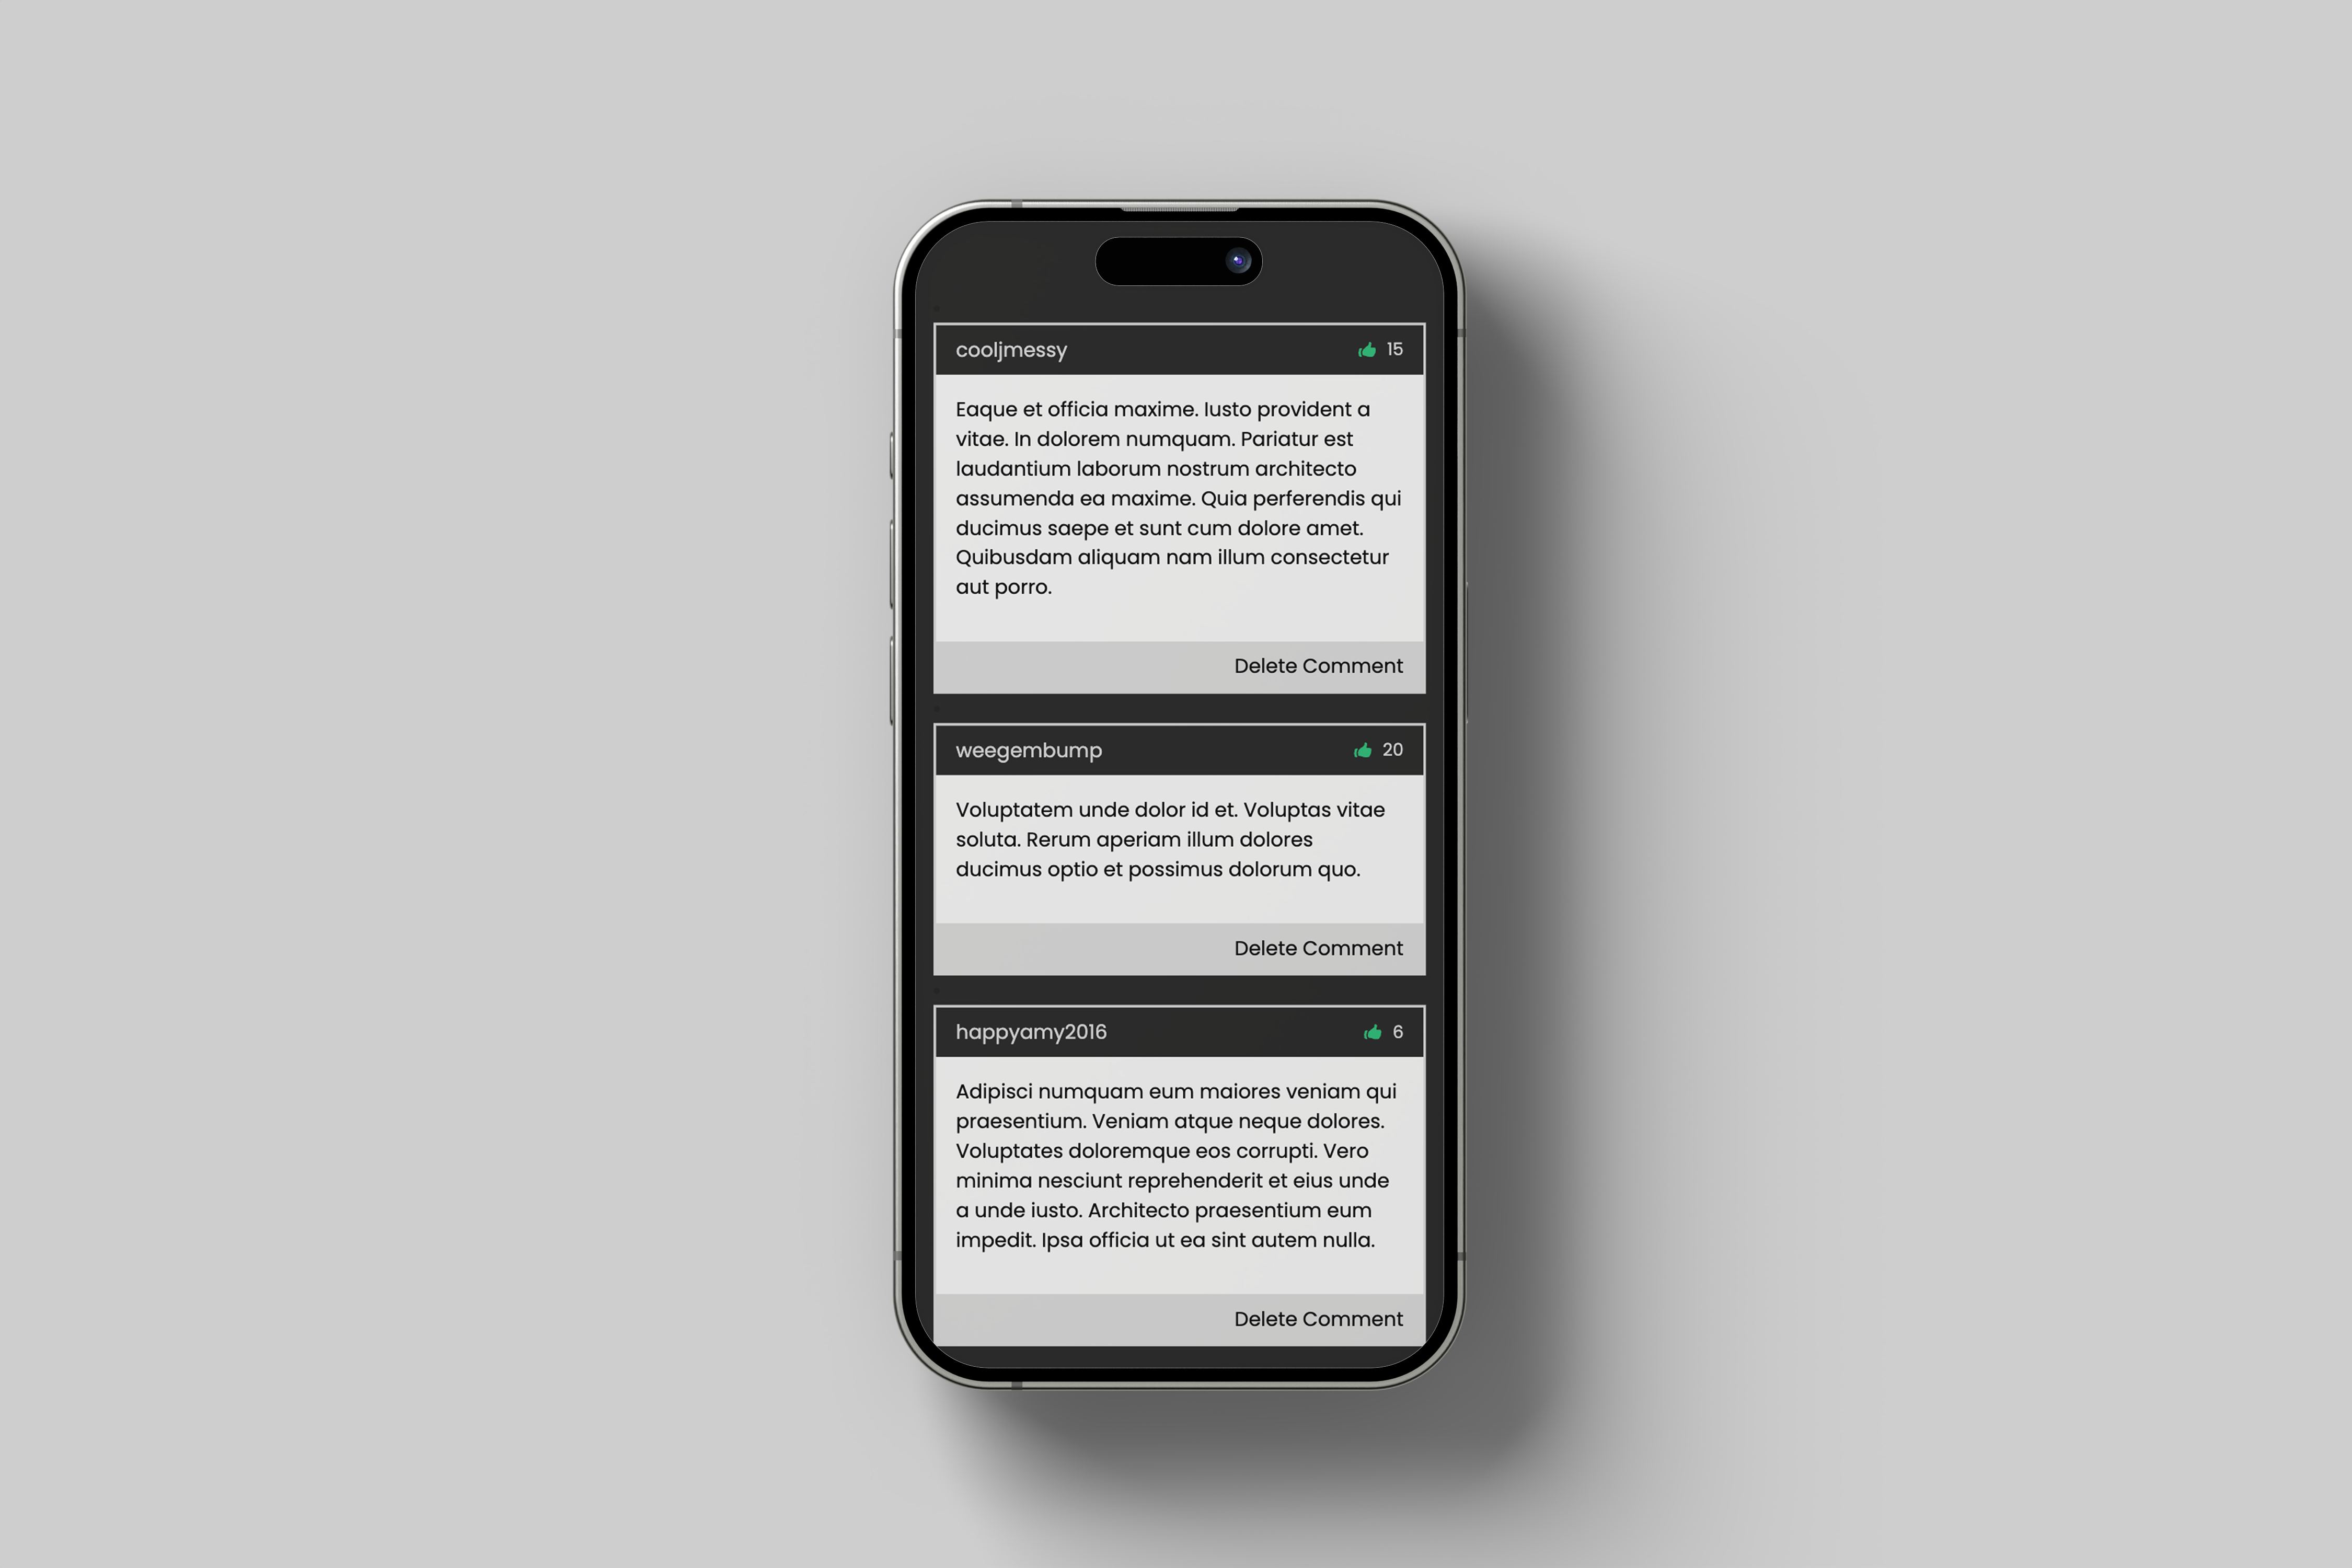 cooljmessy 15
Eaque et officia maxime. Iusto provident a
vitae. In dolorem numquam. Pariatur est
laudantium laborum nostrum architecto
assumenda ea maxime. Quia perferendis qui
ducimus saepe et sunt cum dolore amet.
Quibusdam aliquam nam illum consectetur
aut porro.
Delete Comment
weegembump 20
Voluptatem unde dolor id et. Voluptas vitae
soluta. Rerum aperiam illum dolores
ducimus optio et possimus dolorum quo.
Delete Comment
happyamy2016 6
Adipisci numquam eum maiores veniam qui
praesentium. Veniam atque neque dolores.
Voluptates doloremque eos corrupti. Vero
minima nesciunt reprehenderit et eius unde
a unde iusto. Architecto praesentium eum
impedit. Ipsa officia ut ea sint autem nulla.
Delete Comment